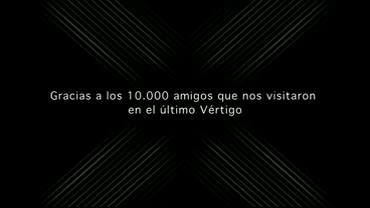 Gracias a los 10.000 amigos que nos visitaron
en el último Vértigo